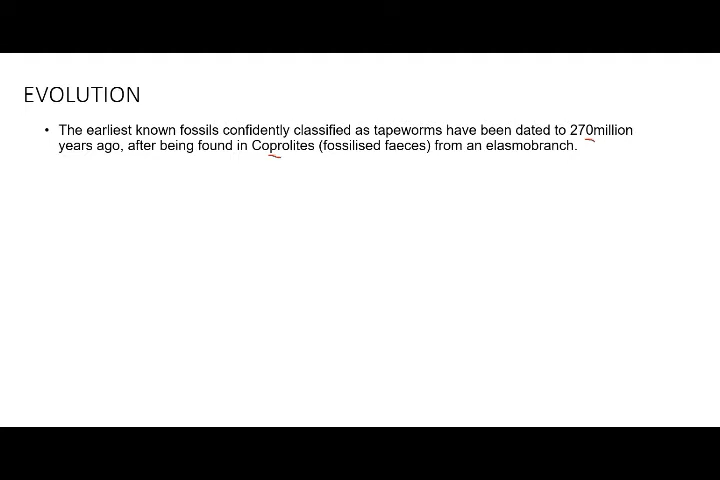 EVOLUTION
• The earliest known fossils confidently classified as tapeworms have been dated to 270million
years ago, after being found in Coprolites (fossilised faeces) from an elasmobranch.